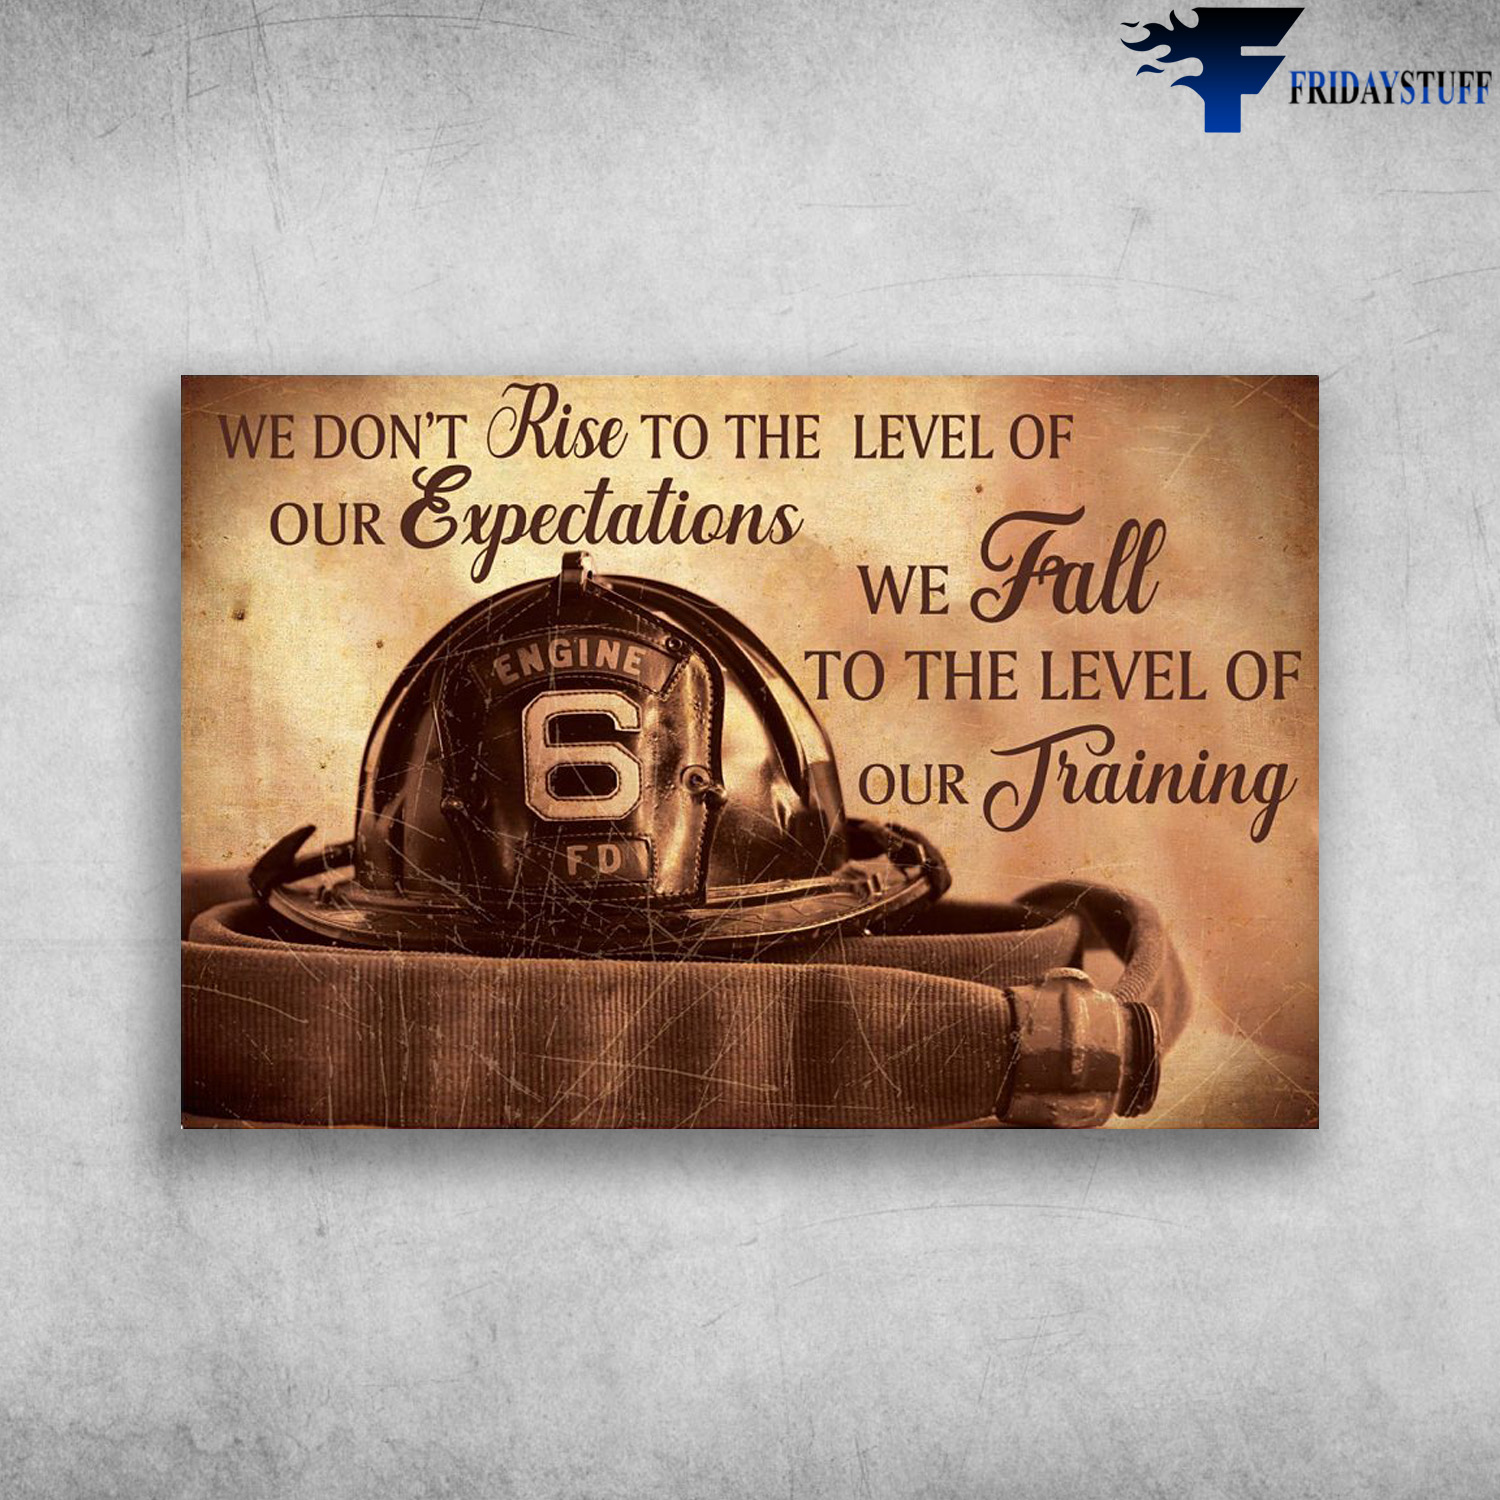 FRIDAYSTUFF
WE DON'T Rise TO THE LEVEL OF
OUR Expectations
WE Fall
TO THE LEVEL OF
OUR Training
ENGINE
6
FD